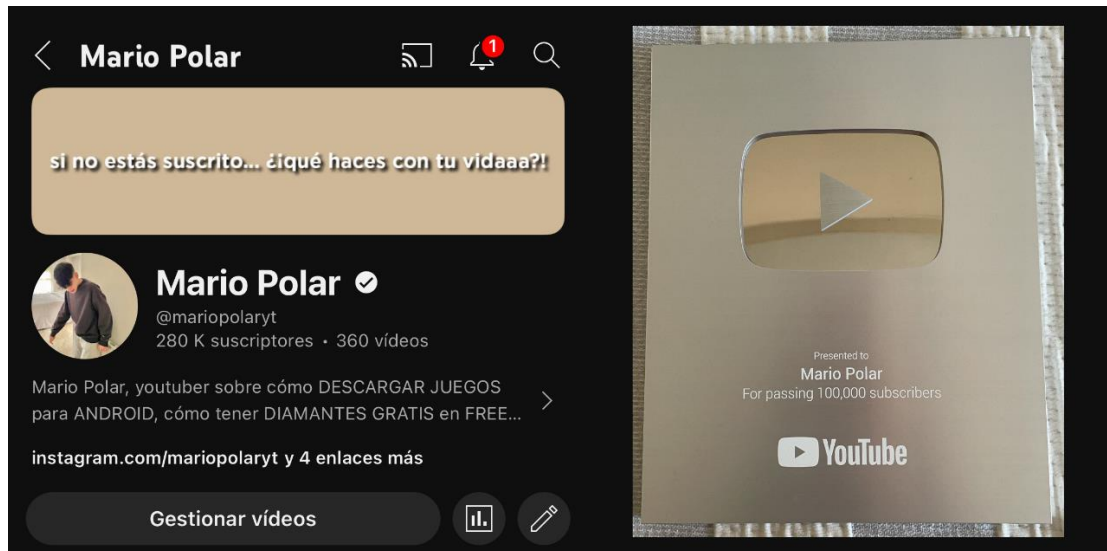 Mario Polar
1
si no estás suscrito... ¿¡qué haces con tu vidaaa?!
Mario Polar
@mariopolaryt
280 K suscriptores • 360 vídeos
Mario Polar, youtuber sobre cómo DESCARGAR JUEGOS
para ANDROID, cómo tener DIAMANTES GRATIS en FREE...
instagram.com/mariopolaryt y 4 enlaces más
Gestionar vídeos
Presented to
Mario Polar
For passing 100,000 subscribers
YouTube